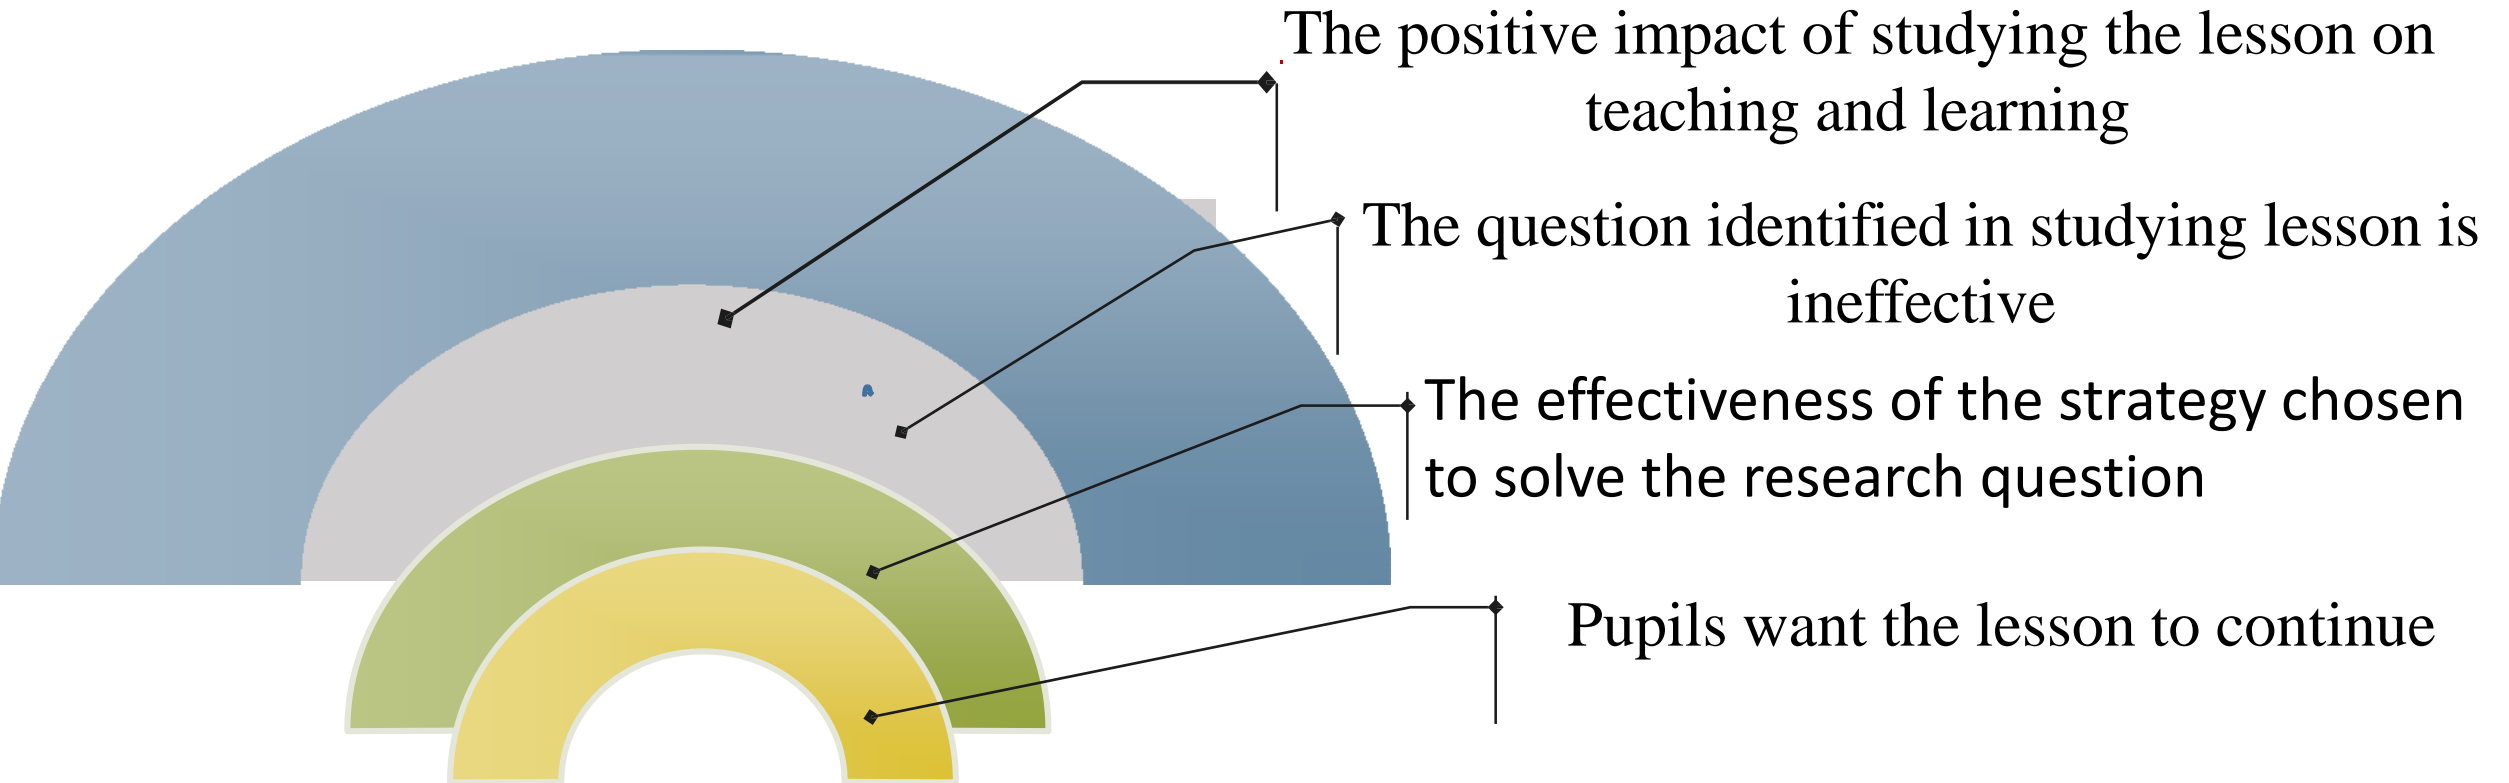 The positive impact of studying the lesson on
teaching and learning
The question identified in studying lesson is
ineffective
The effectiveness of the strategy chosen
to solve the research question
Pupils want the lesson to continue